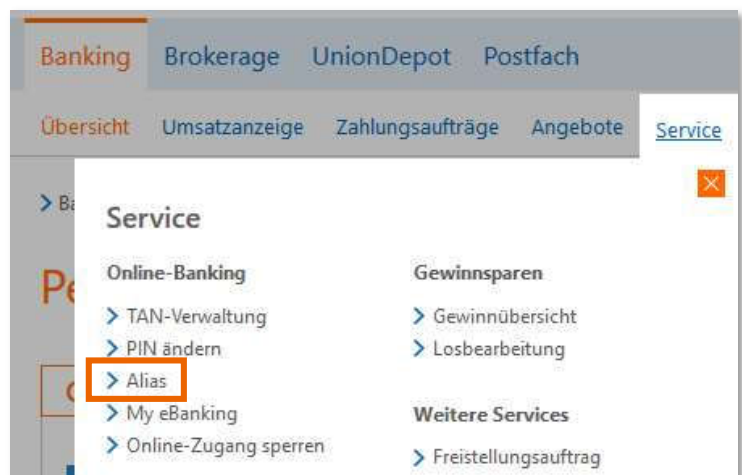 Banking Brokerage UnionDepot Postfach
Übersicht Umsatzanzeige Zahlungsaufträge Angebote Service
Service
Online-Banking
TAN-Verwaltung
PIN ändern
Alias
My eBanking
Online-Zugang sperren
Gewinnsparen
Gewinnübersicht
Losbearbeitung
Weitere Services
Freistellungsauftrag